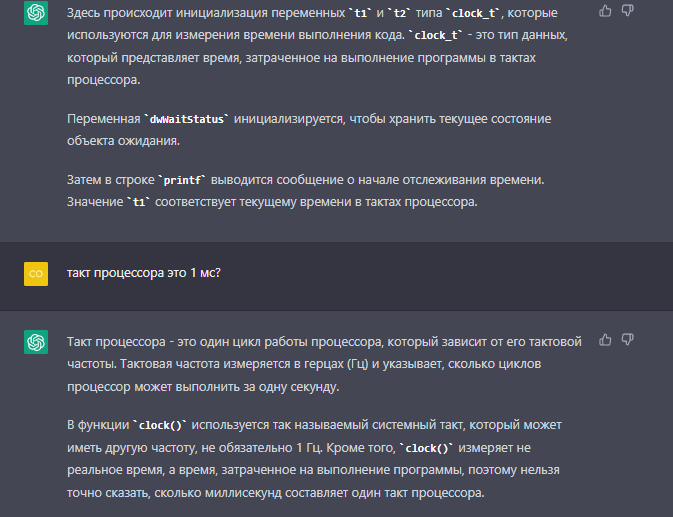 Здесь происходит инициализация переменных `t1` и `t2` типа `clock_t`, которые
используются для измерения времени выполнения кода. `clock_t` - это тип данных,
который представляет время, затраченное на выполнение программы в тактах
процессора.
Переменная `dwWaitStatus` инициализируется, чтобы хранить текущее состояние
объекта ожидания.
Затем в строке `printf` выводится сообщение о начале отслеживания времени.
Значение `t1` соответствует текущему времени в тактах процессора.
CO
такт процессора это 1 мс?
Такт процессора - это один цикл работы процессора, который зависит от его тактовой
частоты. Тактовая частота измеряется в герцах (Гц) и указывает, сколько циклов
процессор может выполнить за одну секунду.
В функции `clock()` используется так называемый системный такт, который может
иметь другую частоту, не обязательно 1 Гц. Кроме того, `clock()` измеряет не
реальное время, а время, затраченное на выполнение программы, поэтому нельзя
точно сказать, сколько миллисекунд составляет один такт процессора.